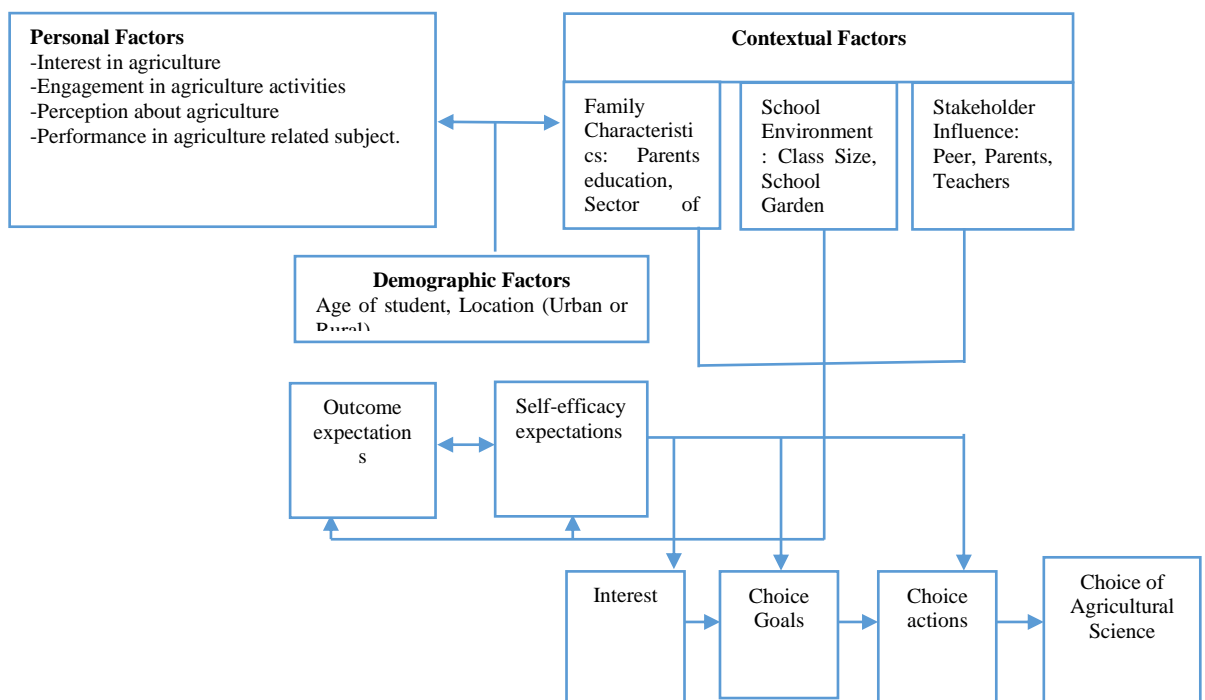 Personal Factors
-Interest in agriculture
-Engagement in agriculture activities
-Perception about agriculture
-Performance in agriculture related subject.
Contextual Factors
Family
Characteristi
cs: Parents
education,
Sector of
School
Environment
: Class Size,
School
Garden
Stakeholder
Influence:
Peer, Parents,
Teachers
Demographic Factors
Age of student, Location (Urban or
Rural)
Outcome
expectation
s
Self-efficacy
expectations
Interest
Choice
Goals
Choice
actions
Choice of
Agricultural
Science